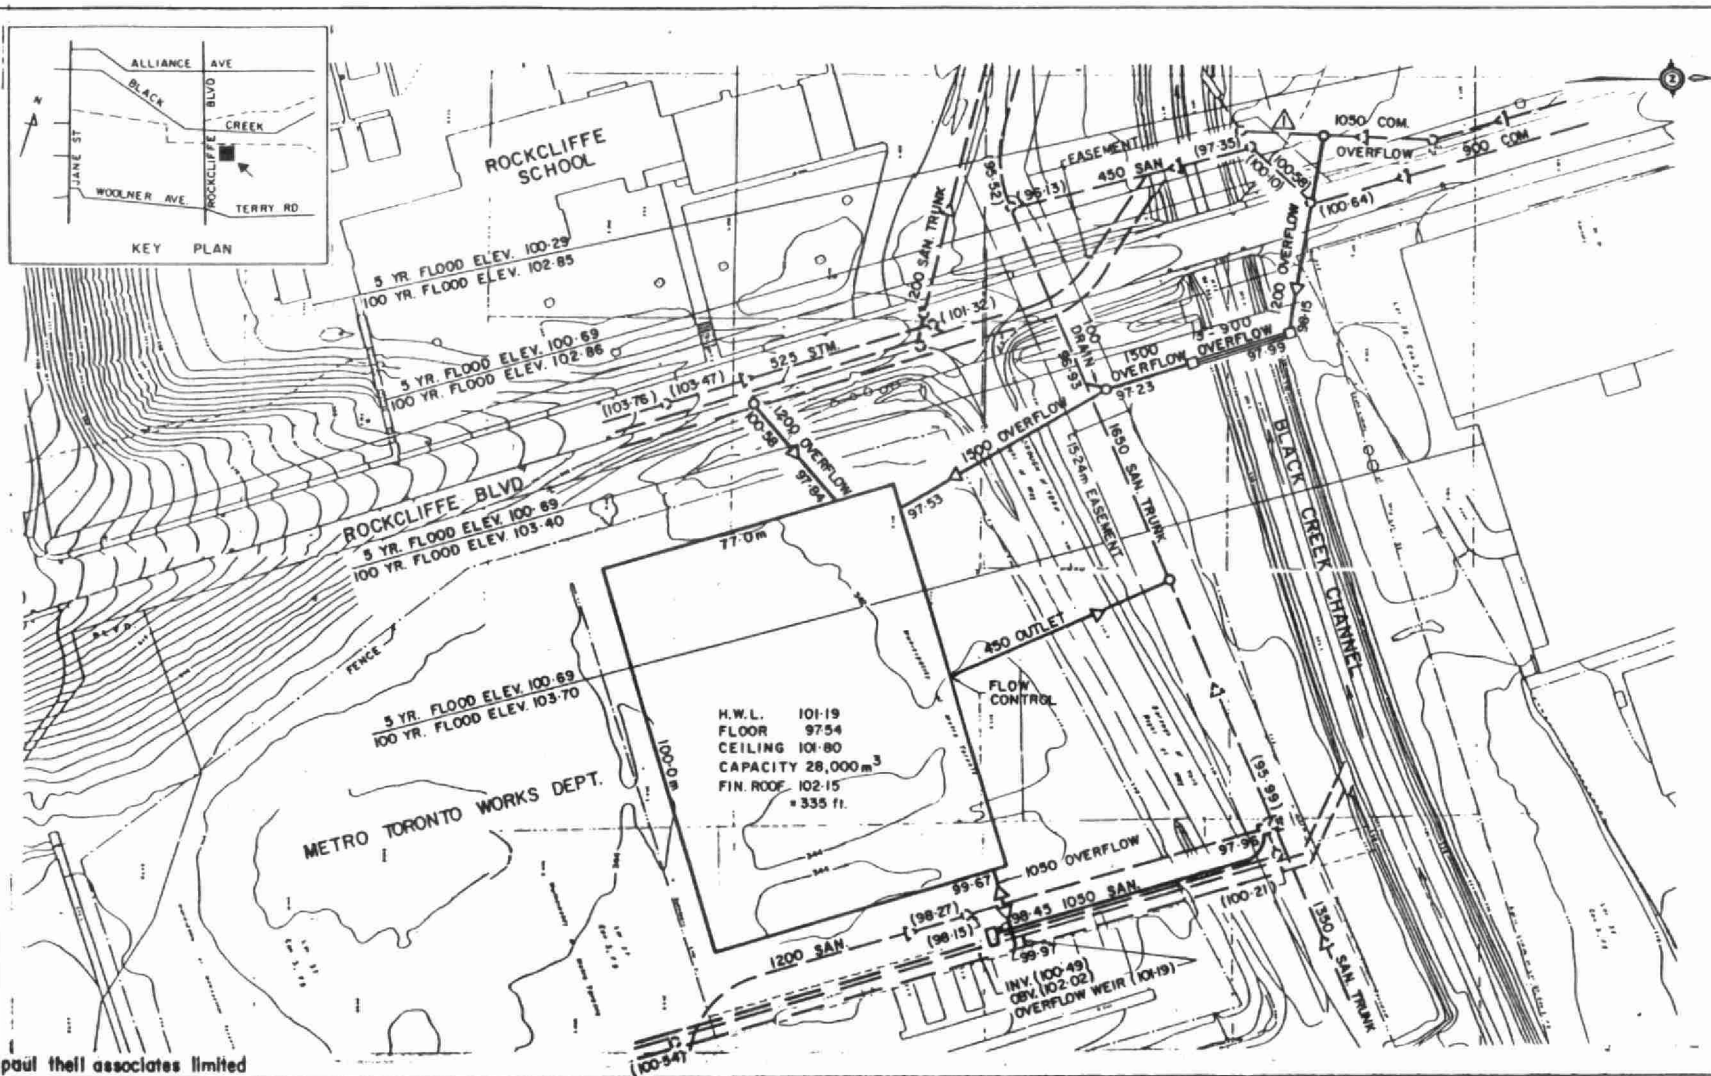 ALLIANCE AVE
BLACK
CREEK
ROCKCLIFFE BLVD
JANE ST
N
WOOLNER AVE.
TERRY RD
KEY PLAN
ROCKCLIFFE
SCHOOL
5 YR. FLOOD ELEV. 100·29
100 YR. FLOOD ELEV. 102·85
5 YR. FLOOD ELEV. 100·69
100 YR. FLOOD ELEV. 102·86
(103·76)
(103·47)
525 STM.
(101·32)
1200 SAN. TRUNK
(95·52)
(96·13)
EASEMENT
450 SAN
(97·35)
(100·10)
(100·58)
1050 COM.
OVERFLOW
900 COM
(100·64)
1200 OVERFLOW
98·15
3-900
OVERFLOW
97·99
1500
OVERFLOW
97·23
DRAIN
96·93
1500 OVERFLOW
97·53
1200 OVERFLOW
100·58
97·84
ROCKCLIFFE BLVD
5 YR. FLOOD ELEV. 100·69
100 YR. FLOOD ELEV. 103·40
77·0m
15·24m EASEMENT
1650 SAN. TRUNK
BLACK CREEK CHANNEL
450 OUTLET
FLOW
CONTROL
BLVD.
FENCE
5 YR. FLOOD ELEV. 100·69
100 YR. FLOOD ELEV. 103·70
H.W.L. 101·19
FLOOR 97·54
CEILING 101·80
CAPACITY 28,000m³
FIN. ROOF 102·15
= 335 ft.
100·0m
METRO TORONTO WORKS DEPT.
(95·99)
97·96
1050 OVERFLOW
99·67
1050 SAN.
98·45
(98·27)
(98·15)
1200 SAN.
(100·21)
99·97
INV. (100·49)
OBV. (102·02)
OVERFLOW WEIR (101·19)
1350 SAN. TRUNK
(100·54)
paul theil associates limited